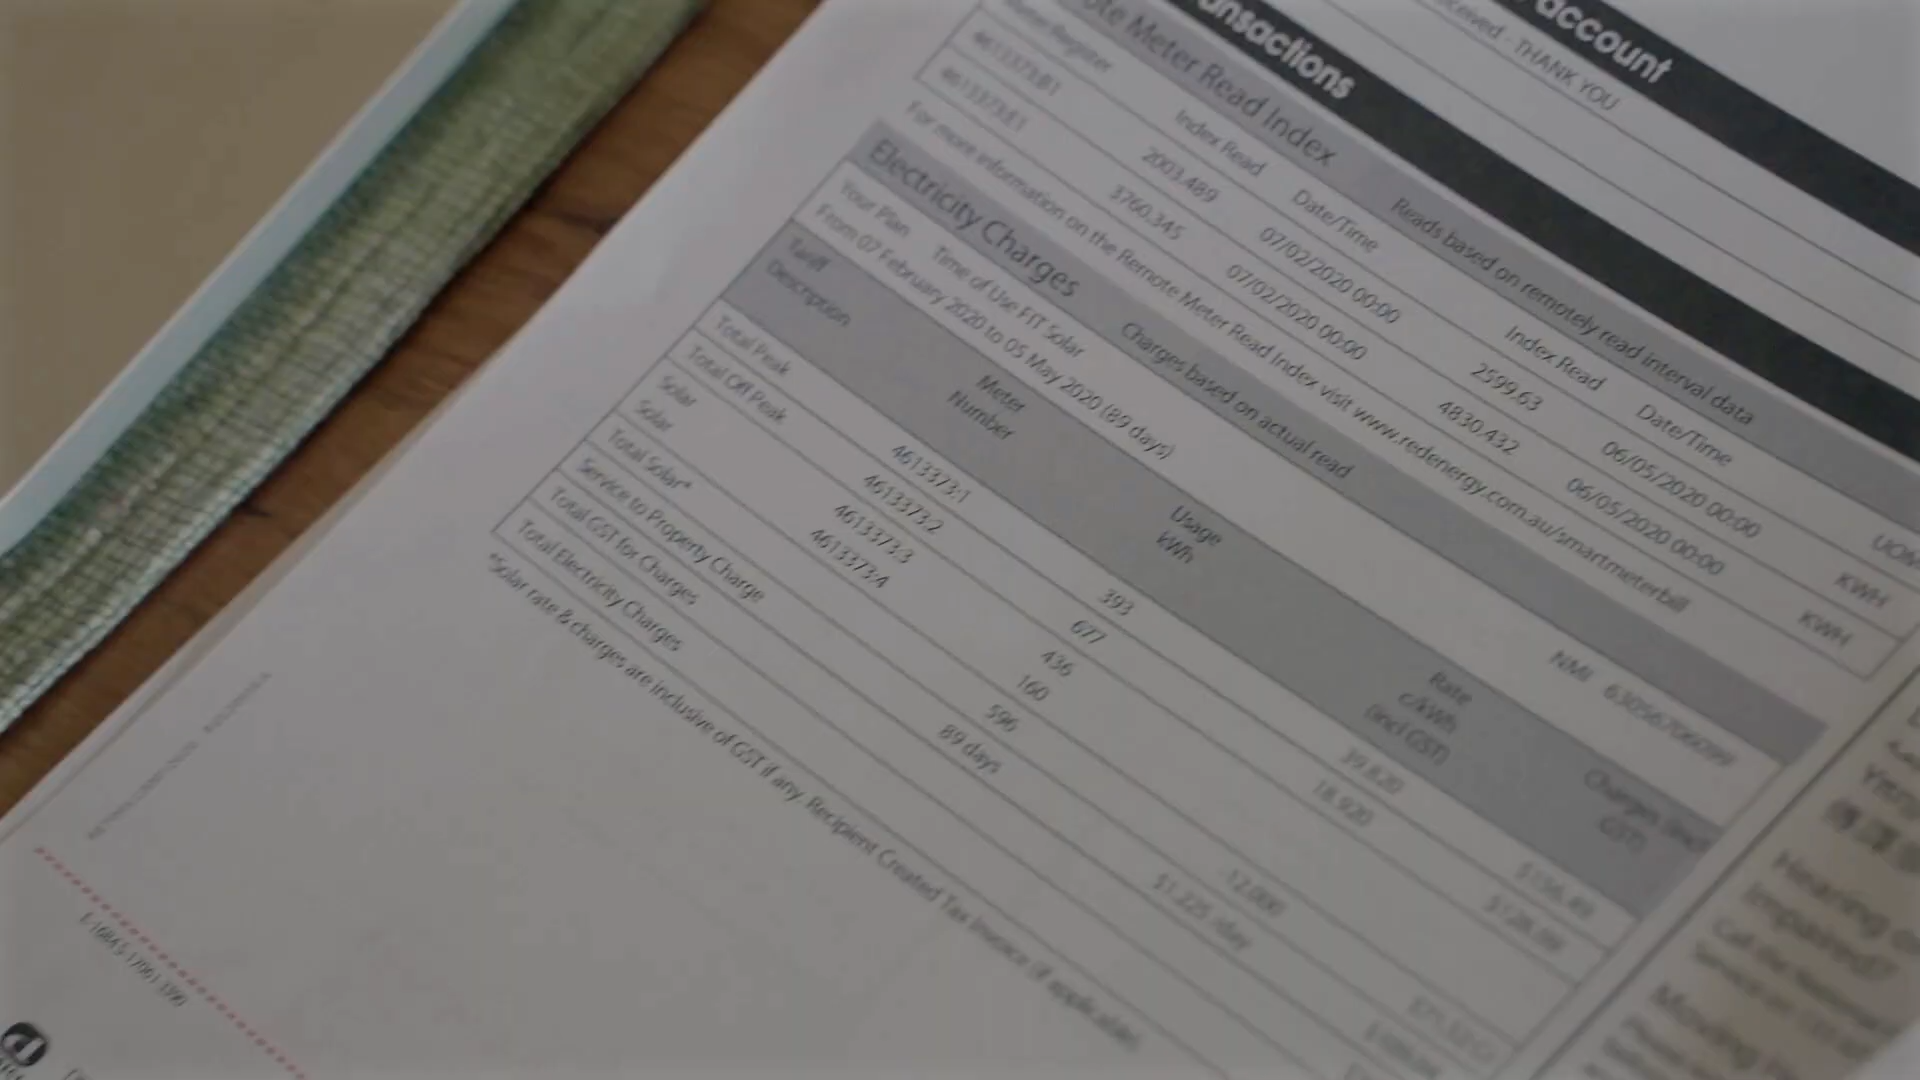 account
ceived - THANK YOU
ansactions
ote Meter Read Index Reads based on remotely read interval data
Meter/Register Index Read Date/Time Index Read Date/Time UOM
4613373:B1 2003.489 07/02/2020 00:00 2599.63 06/05/2020 00:00 KWH
4613373:E1 3760.345 07/02/2020 00:00 4830.432 06/05/2020 00:00 KWH
For more information on the Remote Meter Read Index visit www.redenergy.com.au/smartmeterbill
Electricity Charges Charges based on actual read NMI
Your Plan Time of Use FIT Solar
From 07 February 2020 to 05 May 2020 (89 days)
Tariff Description Meter Number Usage kWh Rate c/kWh (incl GST) Charges (incl GST)
Total Peak 4613373:1 393 39.820 $156.49
Total Off Peak 4613373:2 677 18.920 $128.09
Solar 4613373:3 436
Solar 4613373:4 160
Total Solar* 596 -12.000
Service to Property Charge 89 days $1.225 /day
Total GST for Charges
Total Electricity Charges
*Solar rate & charges are inclusive of GST if any. Recipient Created Tax Invoice (if applicable)
Hearing
Impaired?
Moving